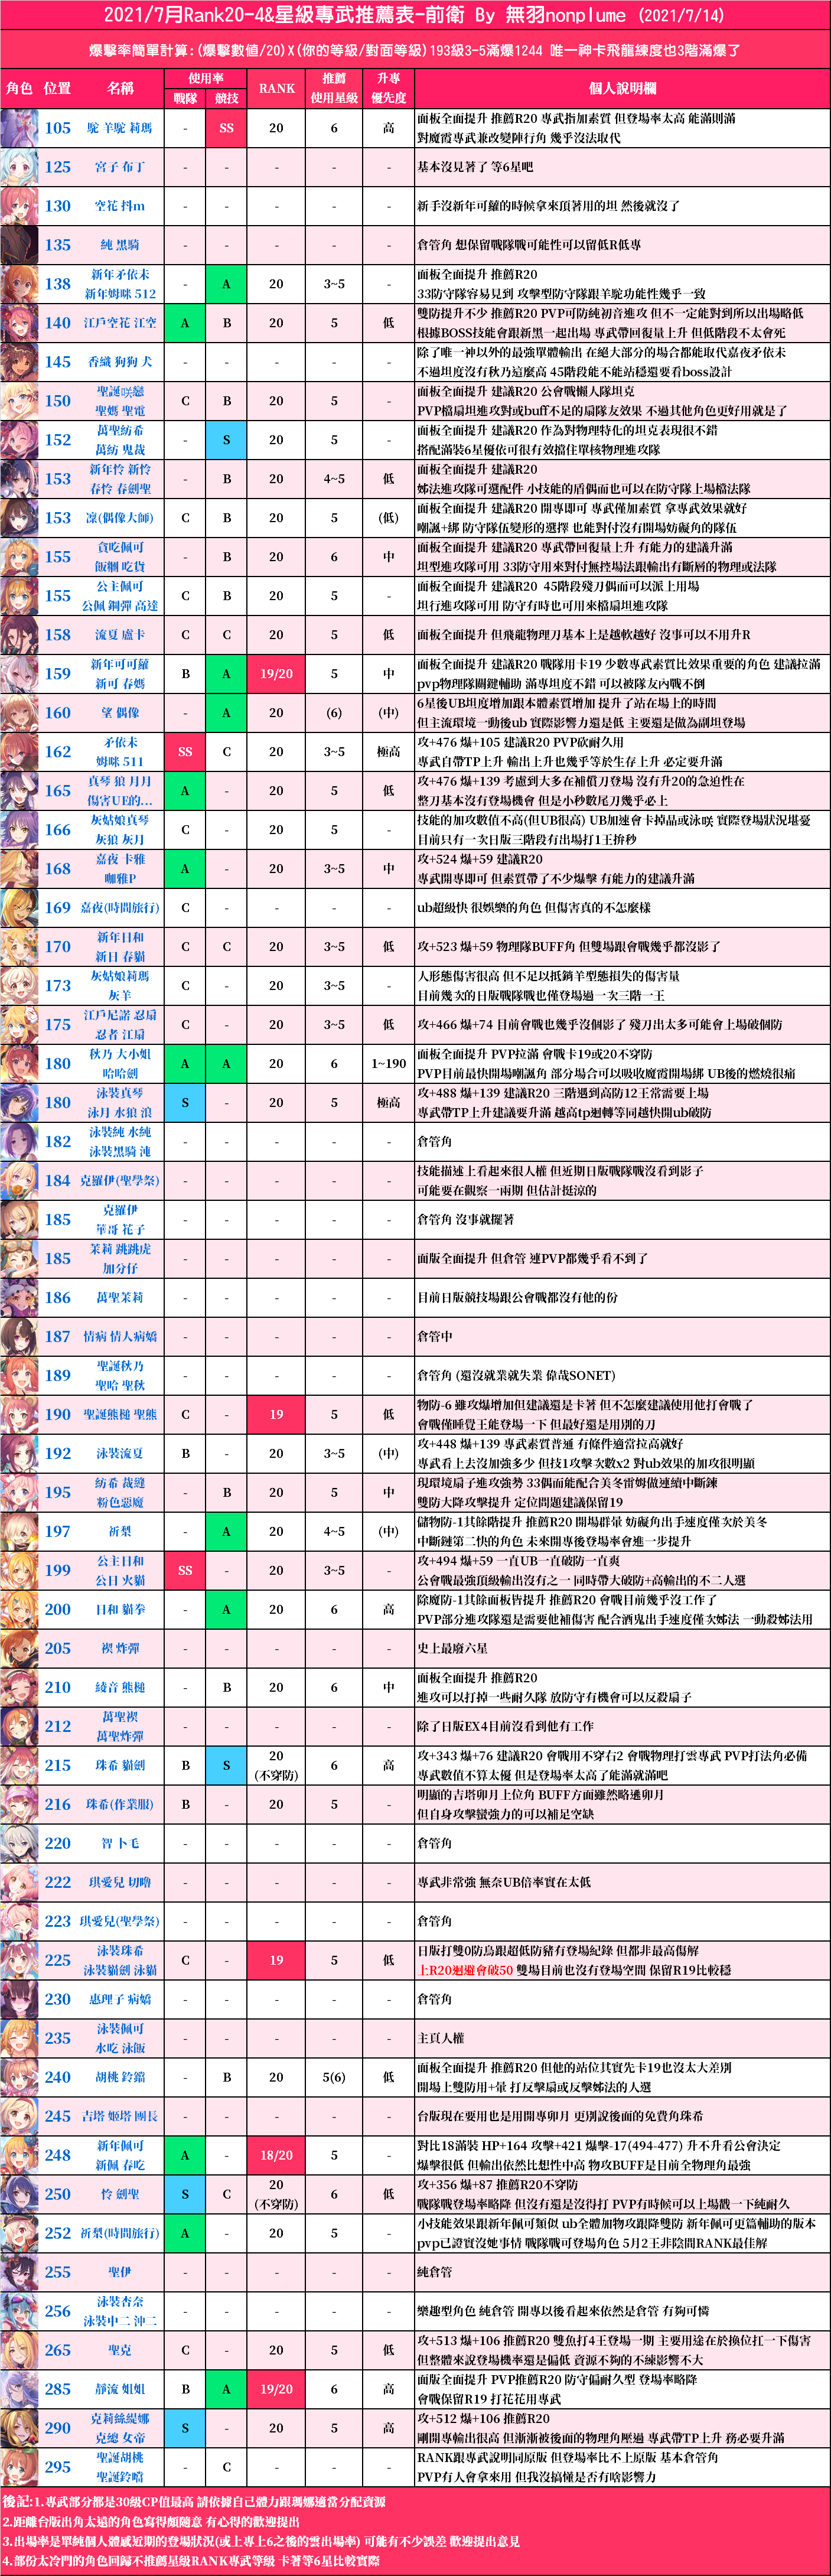 2021/7月Rank20-4&星級專武推薦表-前衛 By 無羽nonplume (2021/7/14)
爆擊率簡單計算:(爆擊數值/20)X(你的等級/對面等級)193級3-5滿爆1244 唯一神卡飛龍練度也3階滿爆了
角色 位置 名稱 使用率 戰隊 競技 RANK 推薦使用星級 升專優先度 個人說明欄
105 駝 羊駝 莉瑪 - SS 20 6 高
面板全面提升 推薦R20 專武指加素質 但登場率太高 能滿則滿
對魔霞專武兼改變陣行角 幾乎沒法取代
125 宮子 布丁 - - - - - 基本沒見著了 等6星吧
130 空花 抖m - - - - - 新手沒新年可蘿的時候拿來頂著用的坦 然後就沒了
135 純 黑騎 - - - - - 倉管角 想保留戰隊戰可能性可以留低R低專
138 新年矛依未 新年姆咪 512 - A 20 3~5 -
面板全面提升 推薦R20
33防守隊容易見到 攻擊型防守隊跟羊駝功能性幾乎一致
140 江戶空花 江空 A B 20 5 低
雙防提升不少 推薦R20 PVP可防純初音進攻 但不一定能對到所以出場略低
根據BOSS技能會跟新黑一起出場 專武帶回復量上升 但低階段不太會死
145 香織 狗狗 犬 - - - - -
除了唯一神以外的最強單體輸出 在絕大部分的場合都能取代嘉夜矛依未
不過坦度沒有秋乃這麼高 45階段能不能站穩還要看boss設計
150 聖誕咲戀 聖媽 聖電 C B 20 5 -
面板全面提升 建議R20 公會戰懶人隊坦克
PVP檔扇坦進攻對或buff不足的扇隊友效果 不過其他角色更好用就是了
152 萬聖紡希 萬紡 鬼裁 - S 20 5 -
面板全面提升 建議R20 作為對物理特化的坦克表現很不錯
搭配滿裝6星優依可很有效擋住單核物理進攻隊
153 新年怜 新怜 春怜 春劍聖 - B 20 4~5 低
面板全面提升 建議R20
姊法進攻隊可選配件 小技能的盾偶而也可以在防守隊上場檔法隊
153 凜(偶像大師) C B 20 5 (低)
面板全面提升 建議R20 開專即可 專武僅加素質 拿專武效果就好
嘲諷+綁 防守隊伍變形的選擇 也能對付沒有開場妨礙角的隊伍
155 貪吃佩可 飯糰 吃貨 - B 20 6 中
面板全面提升 建議R20 專武帶回復量上升 有能力的建議升滿
坦型進攻隊可用 33防守用來對付無控場法跟輸出有斷層的物理或法隊
155 公主佩可 公佩 鋼彈 高達 C B 20 5 -
面板全面提升 建議R20 45階段殘刀偶而可以派上用場
坦行進攻隊可用 防守有時也可用來檔扇坦進攻隊
158 流夏 盧卡 C C 20 5 低 面板全面提升 但飛龍物理刀基本上是越軟越好 沒事可以不用升R
159 新年可可蘿 新可 春媽 B A 19/20 5 中
面板全面提升 建議R20 戰隊用卡19 少數專武素質比效果重要的角色 建議拉滿
pvp物理隊關鍵輔助 滿專坦度不錯 可以被隊友內戰不倒
160 望 偶像 - A 20 (6) (中)
6星後UB坦度增加跟本體素質增加 提升了站在場上的時間
但主流環境一動後ub 實際影響力還是低 主要還是做為副坦登場
162 矛依未 姆咪 511 SS C 20 3~5 極高
攻+476 爆+105 建議R20 PVP砍耐久用
專武自帶TP上升 輸出上升也幾乎等於生存上升 必定要升滿
165 真琴 狼 月月 傷害UE的... A - 20 5 低
攻+476 爆+139 考慮到大多在補償刀登場 沒有升20的急迫性在
整刀基本沒有登場機會 但是小秒數尾刀幾乎必上
166 灰姑娘真琴 灰狼 灰月 C - 20 5 -
技能的加攻數值不高(但UB很高) UB加速會卡掉晶或泳咲 實際登場狀況堪憂
目前只有一次日版三階段有出場打1王拚秒
168 嘉夜 卡雅 咖雅P A - 20 3~5 中
攻+524 爆+59 建議R20
專武開專即可 但素質帶了不少爆擊 有能力的建議升滿
169 嘉夜(時間旅行) C - - - - ub超級快 很娛樂的角色 但傷害真的不怎麼樣
170 新年日和 新日 春貓 C C 20 3~5 低 攻+523 爆+59 物理隊BUFF角 但雙場跟會戰幾乎都沒影了
173 灰姑娘莉瑪 灰羊 C - 20 3~5 -
人形態傷害很高 但不足以抵銷羊型態損失的傷害量
目前幾次的日版戰隊戰也僅登場過一次三階一王
175 江戶尼諾 忍扇 忍者 江扇 C - 20 3~5 低 攻+466 爆+74 目前會戰也幾乎沒個影了 殘刀出太多可能會上場破個防
180 秋乃 大小姐 哈哈劍 A A 20 6 1~190
面板全面提升 PVP拉滿 會戰卡19或20不穿防
PVP目前最快開場嘲諷角 部分場合可以吸收魔霞開場綁 UB後的燃燒很痛
180 泳裝真琴 泳月 水狼 浪 S - 20 5 極高
攻+488 爆+139 建議R20 三階遇到高防12王常需要上場
專武帶TP上升建議要升滿 越高tp迴轉等同越快開ub破防
182 泳裝純 水純 泳裝黑騎 沌 - - - - - 倉管角
184 克羅伊(聖學祭) - - - - -
技能描述上看起來很人權 但近期日版戰隊戰沒看到影子
可能要在觀察一兩期 但估計挺涼的
185 克羅伊 華哥 花子 - - - - - 倉管角 沒事就擺著
185 茉莉 跳跳虎 加分仔 - - - - - 面版全面提升 但倉管 連PVP都幾乎看不到了
186 萬聖茉莉 - - - - - 目前日版競技場跟公會戰都沒有他的份
187 情病 情人病嬌 - - - - - 倉管中
189 聖誕秋乃 聖哈 聖秋 - - - - - 倉管角 (還沒就業就失業 偉哉SONET)
190 聖誕熊槌 聖熊 C - 19 5 低
物防-6 雖攻爆增加但建議還是卡著 但不怎麼建議使用他打會戰了
會戰僅睡覺王能登場一下 但最好還是用別的刀
192 泳裝流夏 B - 20 3~5 (中)
攻+448 爆+139 專武素質普通 有條件適當拉高就好
專武看上去沒加強多少 但技1攻擊次數x2 對ub效果的加攻很明顯
195 紡希 裁縫 粉色惡魔 - B 20 5 中
現環境扇子進攻強勢 33偶而能配合美冬雷姆做連續中斷鍊
雙防大降攻擊提升 定位問題建議保留19
197 祈梨 - A 20 4~5 (中)
儲物防-1其餘階提升 推薦R20 開場群暈 妨礙角出手速度僅次於美冬
中斷鏈第二快的角色 未來開專後登場率會進一步提升
199 公主日和 公日 火貓 SS - 20 3~5 -
攻+494 爆+59 一直UB一直破防一直爽
公會戰最強頂級輸出沒有之一 同時帶大破防+高輸出的不二人選
200 日和 貓拳 - A 20 6 高
除魔防-1其餘面板皆提升 推薦R20 會戰目前幾乎沒工作了
PVP部分進攻隊還是需要他補傷害 配合酒鬼出手速度僅次姊法 一動殺姊法用
205 禊 炸彈 - - - - - 史上最廢六星
210 綾音 熊槌 - B 20 6 中
面板全面提升 推薦R20
進攻可以打掉一些耐久隊 放防守有機會可以反殺扇子
212 萬聖禊 萬聖炸彈 - - - - - 除了日版EX4目前沒看到他有工作
215 珠希 貓劍 B S 20 (不穿防) 6 高
攻+343 爆+76 建議R20 會戰用不穿右2 會戰物理打雲專武 PVP打法角必備
專武數值不算太優 但是登場率太高了能滿就滿吧
216 珠希(作業服) B - 20 5 -
明顯的吉塔卯月上位角 BUFF方面雖然略遜卯月
但自身攻擊蠻強力的可以補足空缺
220 智 卜毛 - - - - - 倉管角
222 琪愛兒 切嚕 - - - - - 專武非常強 無奈UB倍率實在太低
223 琪愛兒(聖學祭) - - - - - 倉管角
225 泳裝珠希 泳裝貓劍 泳貓 C - 19 5 低
日版打雙0防鳥跟超低防豬有登場紀錄 但都非最高傷解
上R20迴避會破50 雙場目前也沒有登場空間 保留R19比較穩
230 惠理子 病嬌 - - - - - 倉管角
235 泳裝佩可 水吃 泳飯 - - - - - 主頁人權
240 胡桃 鈴鐺 - B 20 5(6) 低
面板全面提升 推薦R20 但他的站位其實先卡19也沒太大差別
開場上雙防用+暈 打反擊扇或反擊姊法的人選
245 吉塔 姬塔 團長 - - - - - 台版現在要用也是用開專卯月 更別說後面的免費角珠希
248 新年佩可 新佩 春吃 A - 18/20 5 -
對比18滿裝 HP+164 攻擊+421 爆擊-17(494-477) 升不升看公會決定
爆擊很低 但輸出依然比想性中高 物攻BUFF是目前全物理角最強
250 怜 劍聖 S C 20 (不穿防) 6 低
攻+356 爆+87 推薦R20不穿防
戰隊戰登場率略降 但沒有還是沒得打 PVP有時候可以上場戳一下純耐久
252 祈梨(時間旅行) A - 20 5 -
小技能效果跟新年佩可類似 ub全體加物攻跟降雙防 新年佩可更篇輔助的版本
pvp已證實沒她事情 戰隊戰可登場角色 5月2王非陰間RANK最佳解
255 聖伊 - - - - - 純倉管
256 泳裝杏奈 泳裝中二 沖二 - - - - - 樂趣型角色 純倉管 開專以後看起來依然是倉管 有夠可憐
265 聖克 C - 20 5 低
攻+513 爆+106 推薦R20 雙魚打4王登場一期 主要用途在於換位扛一下傷害
但整體來說登場機率還是偏低 資源不夠的不練影響不大
285 靜流 姐姐 B A 19/20 6 高
面版全面提升 PVP推薦R20 防守偏耐久型 登場率略降
會戰保留R19 打花花用專武
290 克莉絲緹娜 克總 女帝 S - 20 5 高
攻+512 爆+106 推薦R20
剛開專輸出很高 但漸漸被後面的物理角壓過 專武帶TP上升 務必要升滿
295 聖誕胡桃 聖誕鈴噹 - C - - -
RANK跟專武說明同原版 但登場率比不上原版 基本倉管角
PVP有人會拿來用 但我沒搞懂是否有啥影響力
後記:1.專武部分都是30級CP值最高 請依據自己體力跟瑪娜適當分配資源
2.距離台版出角太遠的角色寫得頗隨意 有心得的歡迎提出
3.出場率是單純個人體感近期的登場狀況(或上專上6之後的雲出場率) 可能有不少誤差 歡迎提出意見
4.部份太冷門的角色回歸不推薦星級RANK專武等級 卡著等6星比較實際